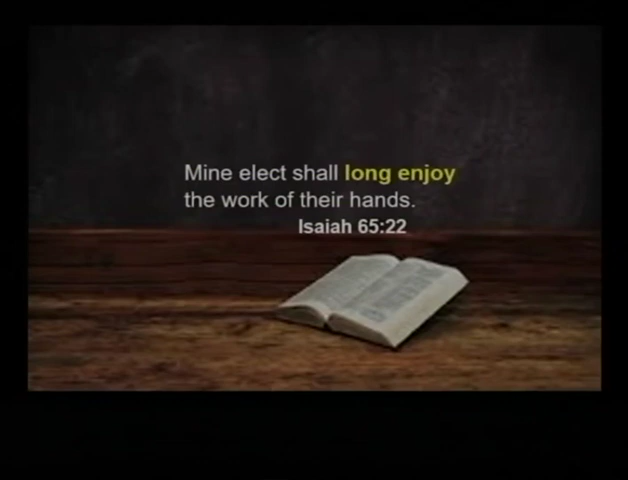 Mine elect shall long enjoy
the work of their hands.
Isaiah 65:22